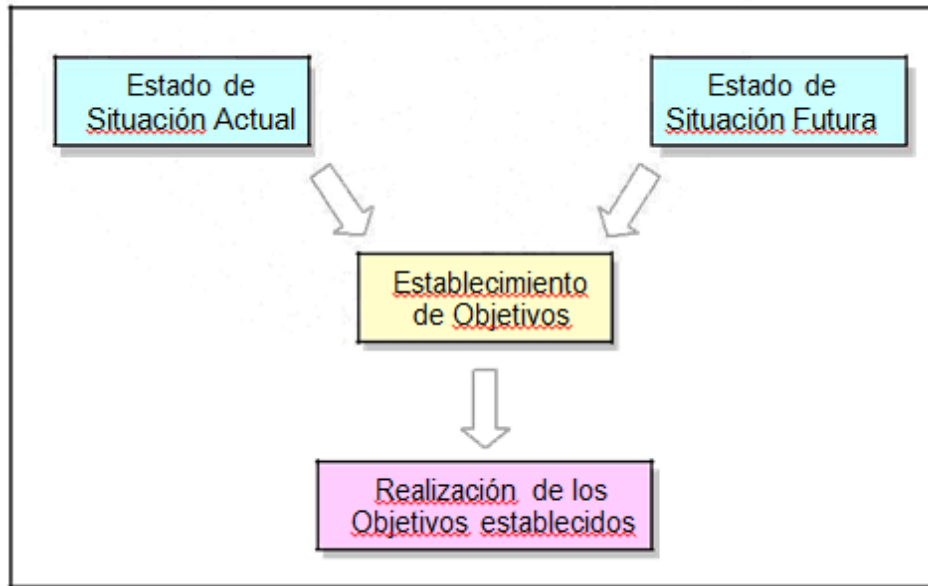 Estado de
Situación Actual
Estado de
Situación Futura
Establecimiento
de Objetivos
Realización de los
Objetivos establecidos